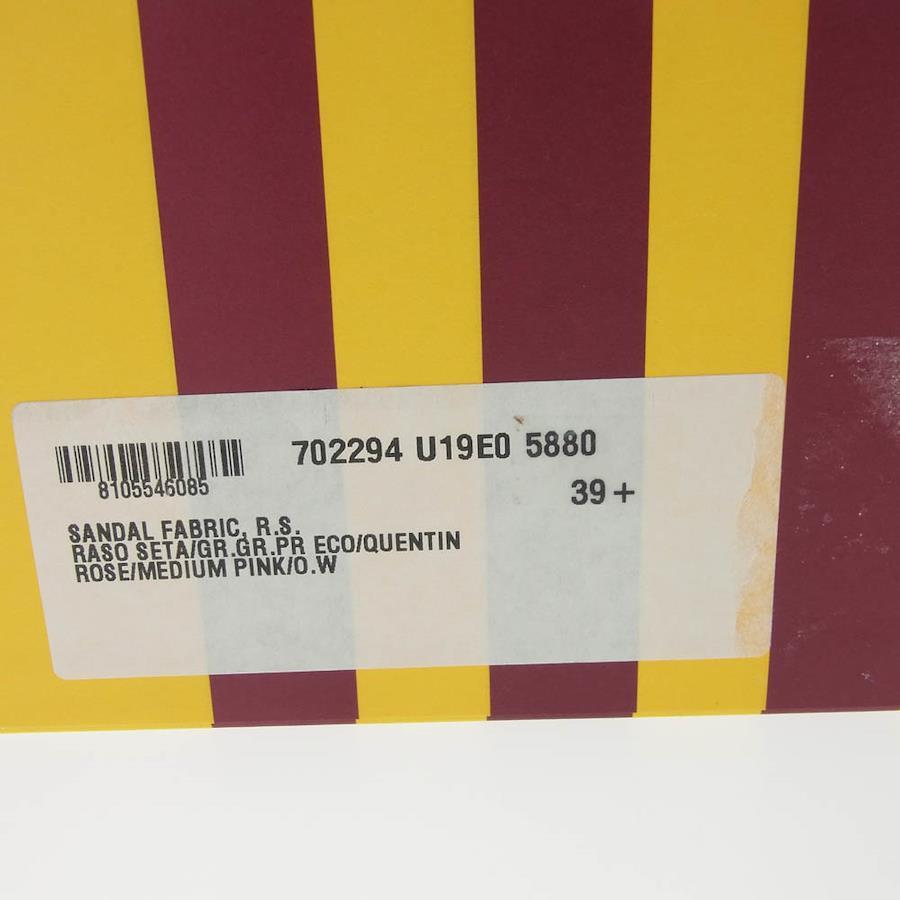 702294 U19E0 5880
8105546085
39+
SANDAL FABRIC, R.S.
RASO SETA/GR.GR.PR ECO/QUENTIN
ROSE/MEDIUM PINK/O.W